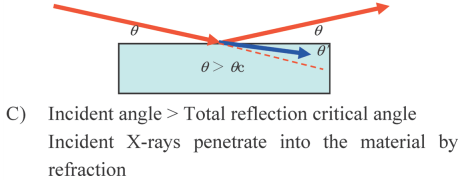 θ
θ
θ'
θ > θc
C) Incident angle > Total reflection critical angle
Incident X-rays penetrate into the material by
refraction